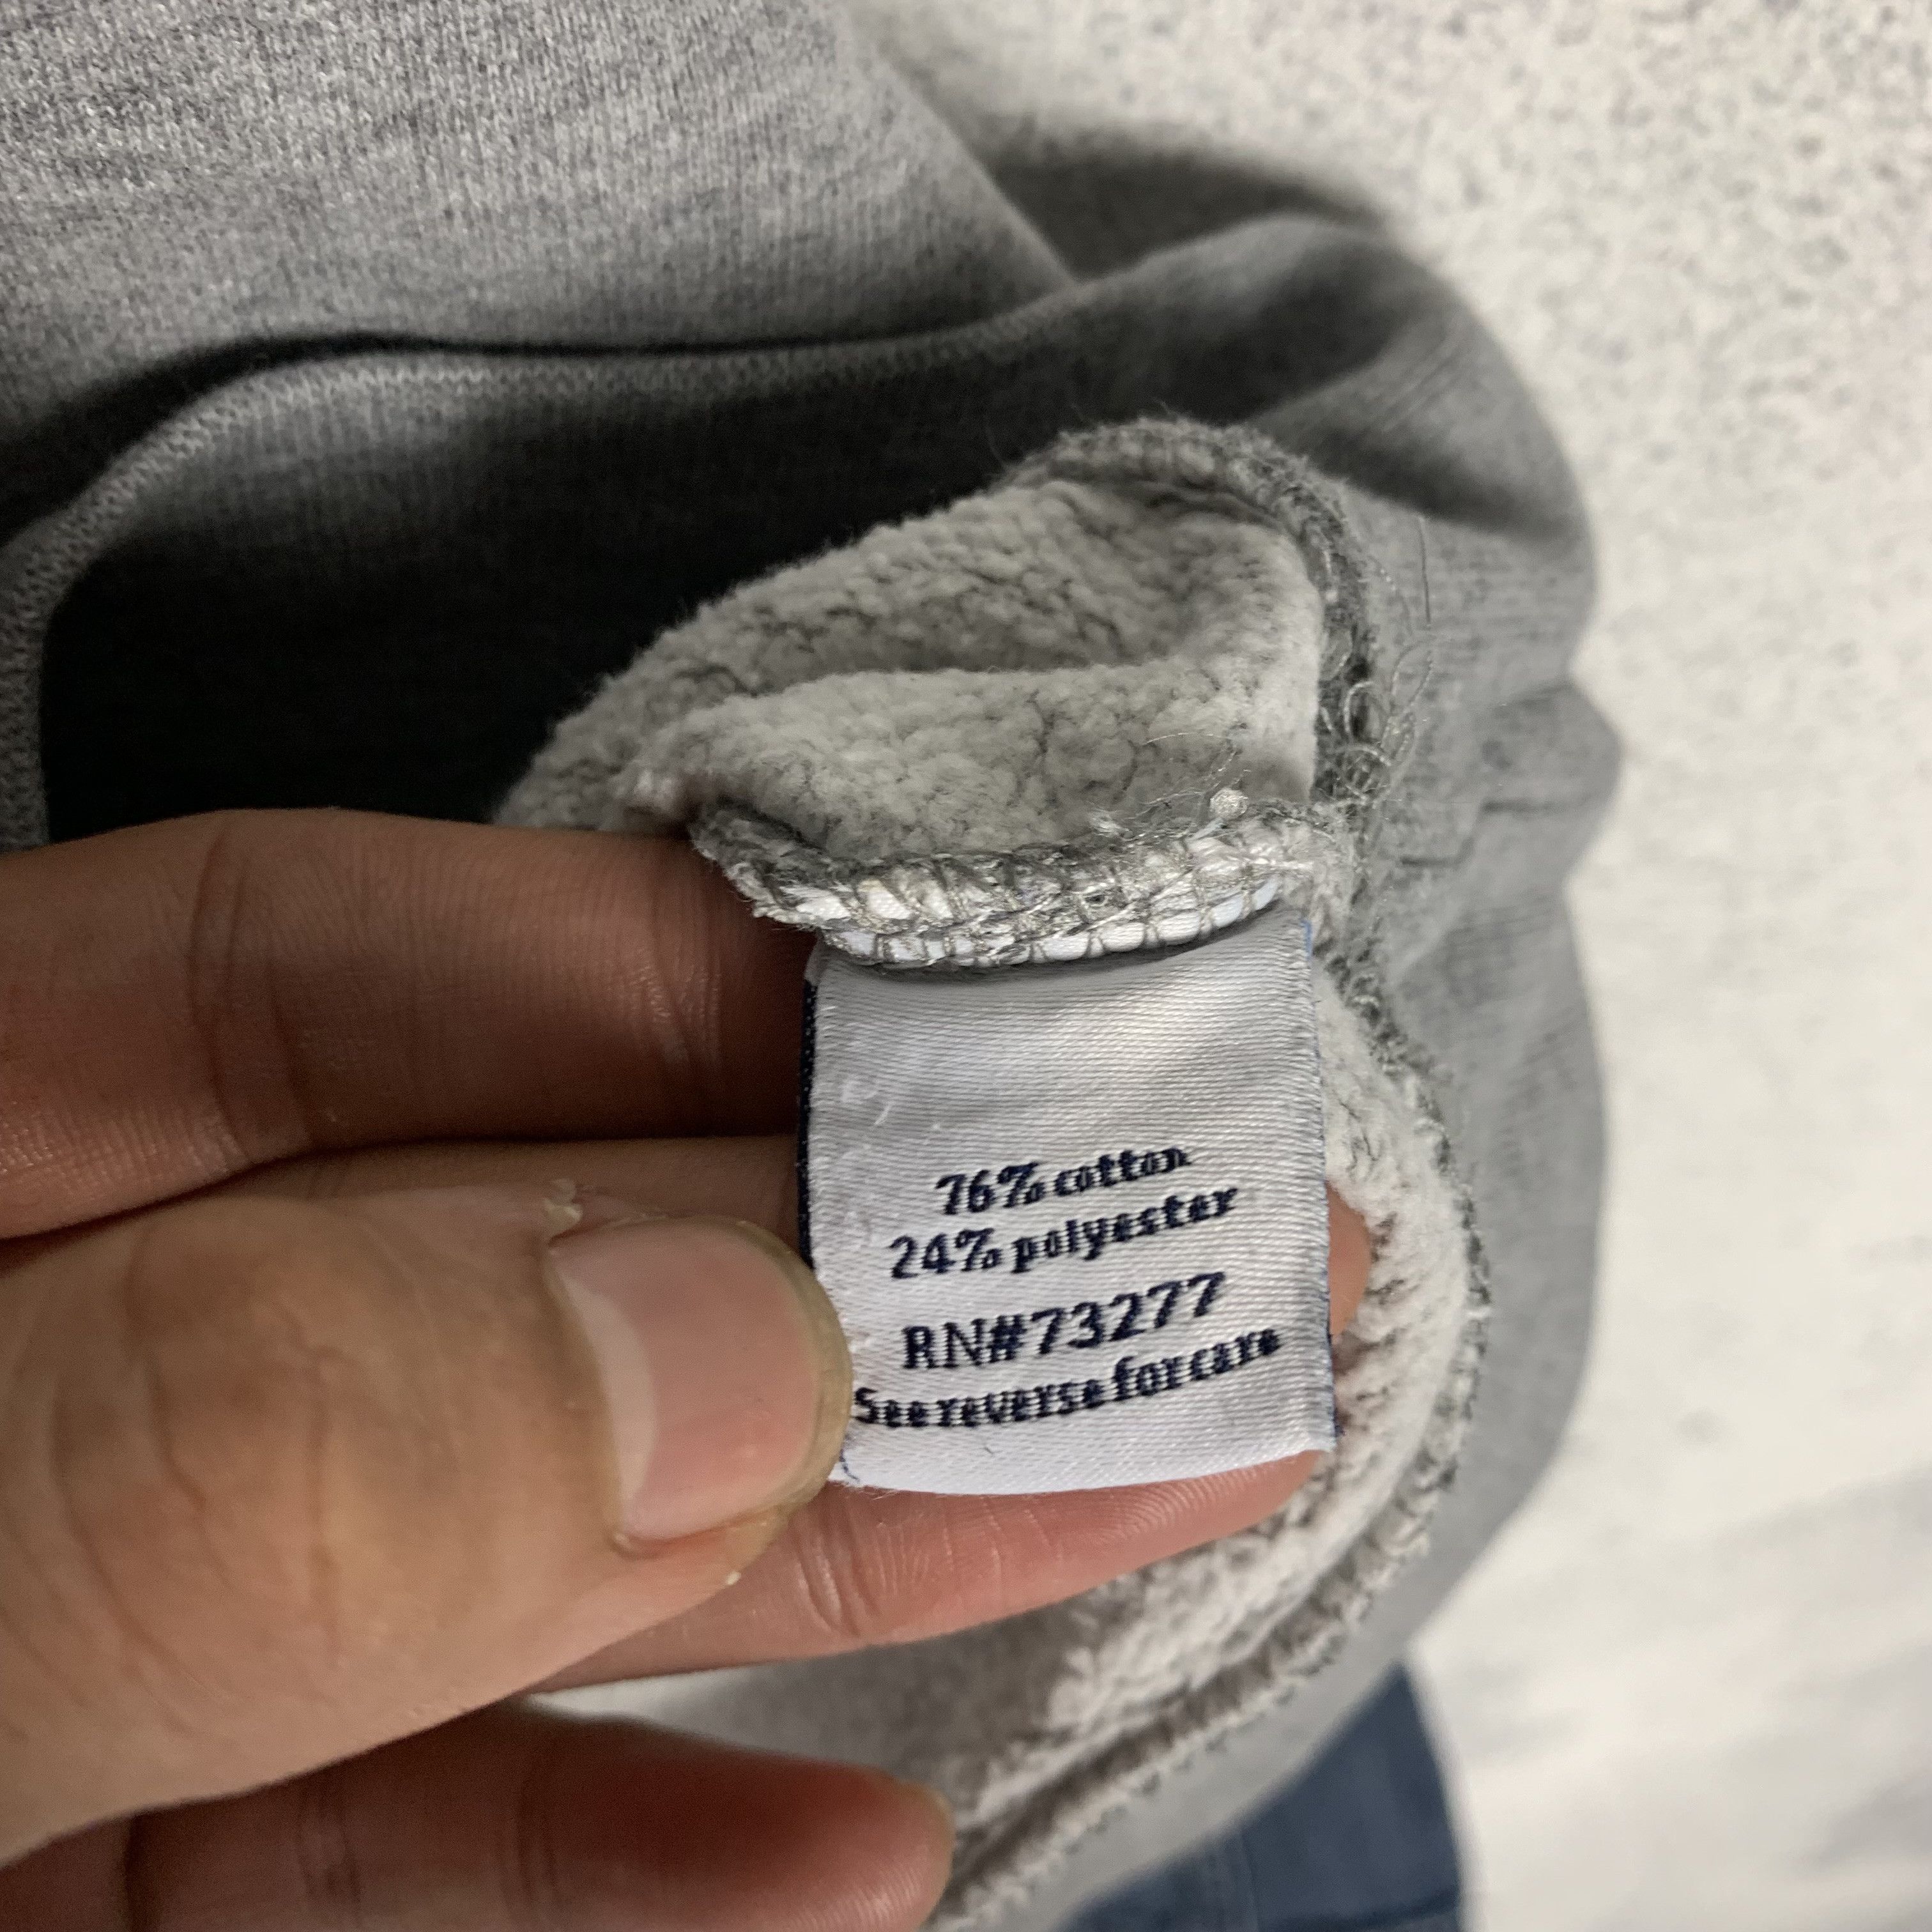 76% cotton
24% polyester
RN#73277
See reverse for care